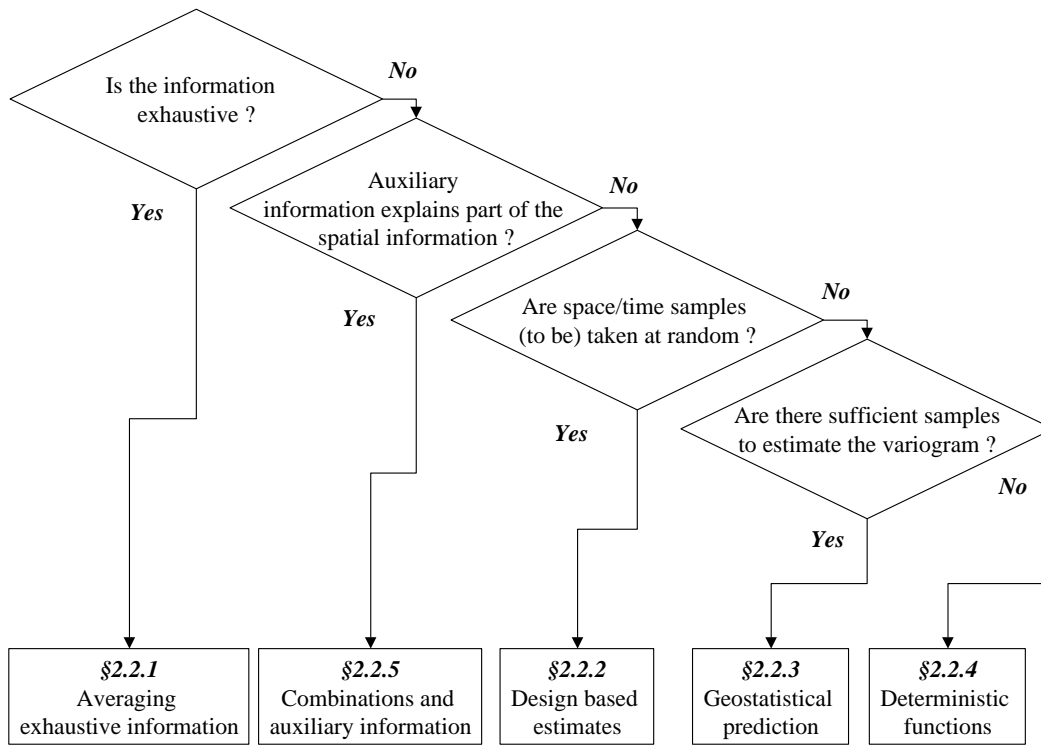 Is the information
exhaustive ?
No
Yes
Auxiliary
information explains part of the
spatial information ?
No
Yes
Are space/time samples
(to be) taken at random ?
No
Yes
Are there sufficient samples
to estimate the variogram ?
No
Yes
§2.2.1
Averaging
exhaustive information
§2.2.5
Combinations and
auxiliary information
§2.2.2
Design based
estimates
§2.2.3
Geostatistical
prediction
§2.2.4
Deterministic
functions